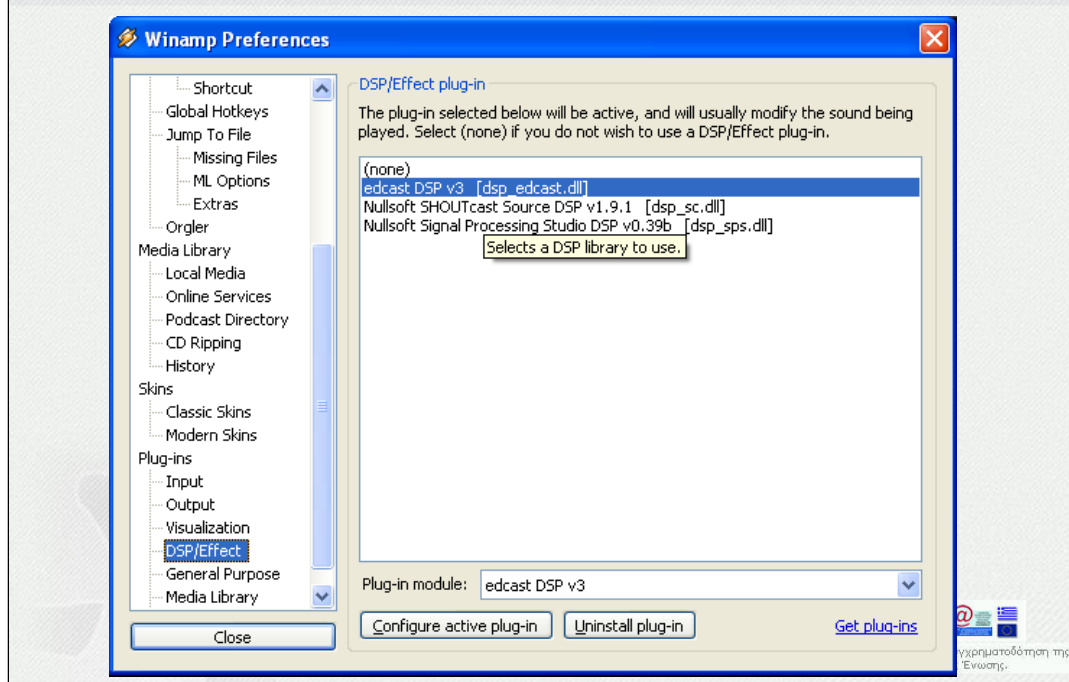 Winamp Preferences
Shortcut
Global Hotkeys
Jump To File
Missing Files
ML Options
Extras
Orgler
Media Library
Local Media
Online Services
Podcast Directory
CD Ripping
History
Skins
Classic Skins
Modern Skins
Plug-ins
Input
Output
Visualization
DSP/Effect
General Purpose
Media Library
Close
DSP/Effect plug-in
The plug-in selected below will be active, and will usually modify the sound being
played. Select (none) if you do not wish to use a DSP/Effect plug-in.
(none)
edcast DSP v3 [dsp_edcast.dll]
Nullsoft SHOUTcast Source DSP v1.9.1 [dsp_sc.dll]
Nullsoft Signal Processing Studio DSP v0.39b [dsp_sps.dll]
Selects a DSP library to use.
Plug-in module: edcast DSP v3
Configure active plug-in Uninstall plug-in Get plug-ins
γχρηματοδότηση της
Ένωσης.